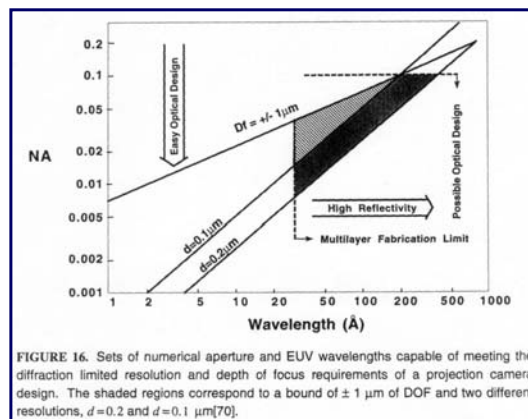 0.2
0.1
0.05
NA
0.02
0.01
0.005
0.002
0.001
Easy Optical Design
Df = +/- 1µm
Possible Optical Design
High Reflectivity
Multilayer Fabrication Limit
d=0.1µm
d=0.2µm
1 2 5 10 20 50 100 200 500 1000
Wavelength (Å)
FIGURE 16. Sets of numerical aperture and EUV wavelengths capable of meeting the
diffraction limited resolution and depth of focus requirements of a projection camera
design. The shaded regions correspond to a bound of ± 1 µm of DOF and two different
resolutions, d=0.2 and d=0.1 µm[70].